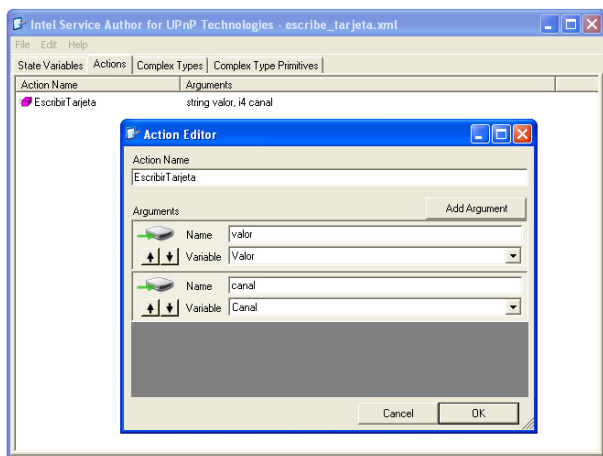 Intel Service Author for UPnP Technologies - escribe_tarjeta.xml
File Edit Help
State Variables Actions Complex Types Complex Type Primitives
Action Name Arguments
EscribirTarjeta string valor, i4 canal
Action Editor
Action Name
EscribirTarjeta
Arguments Add Argument
Name valor
Variable Valor
Name canal
Variable Canal
Cancel OK